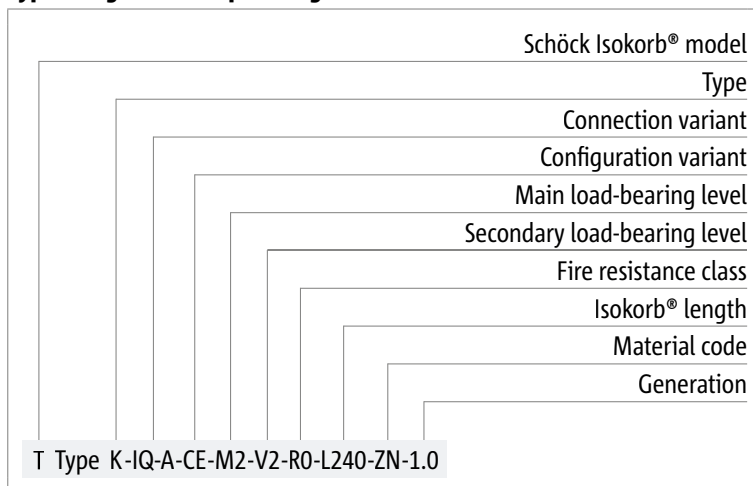 Schöck Isokorb® model
Type
Connection variant
Configuration variant
Main load-bearing level
Secondary load-bearing level
Fire resistance class
Isokorb® length
Material code
Generation
T Type K-IQ-A-CE-M2-V2-R0-L240-ZN-1.0